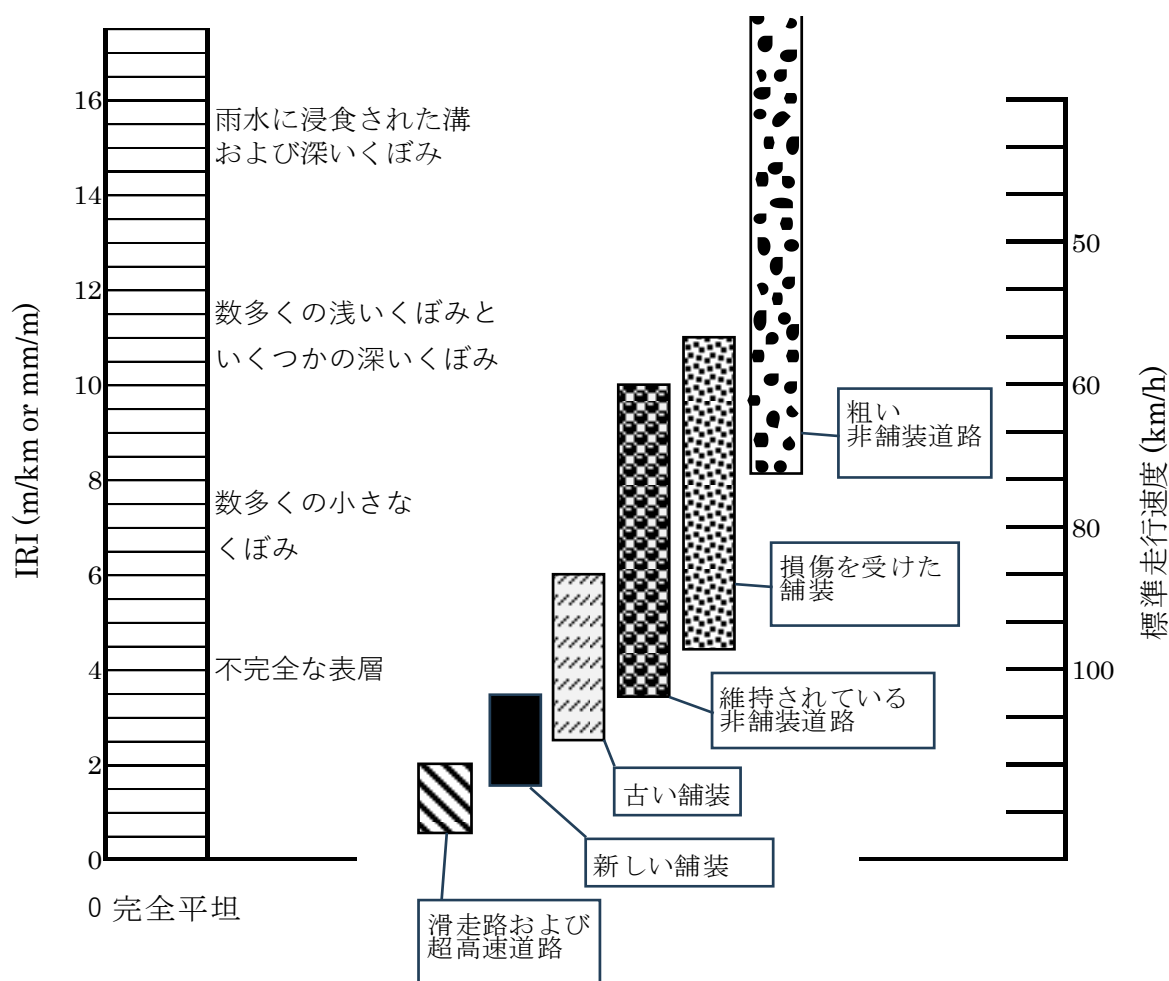 IRI (m/km or mm/m)
16
14
12
10
8
6
4
2
0
0 完全平坦
雨水に浸食された溝
および深いくぼみ
数多くの浅いくぼみと
いくつかの深いくぼみ
数多くの小さな
くぼみ
不完全な表層
滑走路および
超高速道路
新しい舗装
古い舗装
維持されている
非舗装道路
損傷を受けた
舗装
粗い
非舗装道路
50
60
80
100
標準走行速度 (km/h)